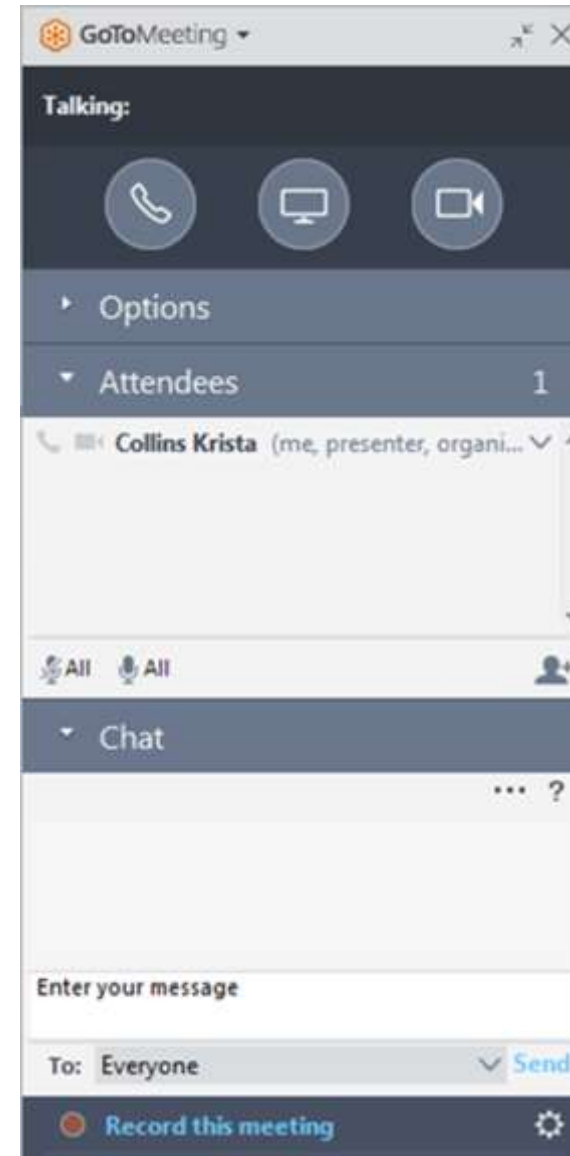 GoToMeeting
Talking:
Options
Attendees 1
Collins Krista (me, presenter, organi...
All All
Chat
... ?
Enter your message
To: Everyone Send
Record this meeting